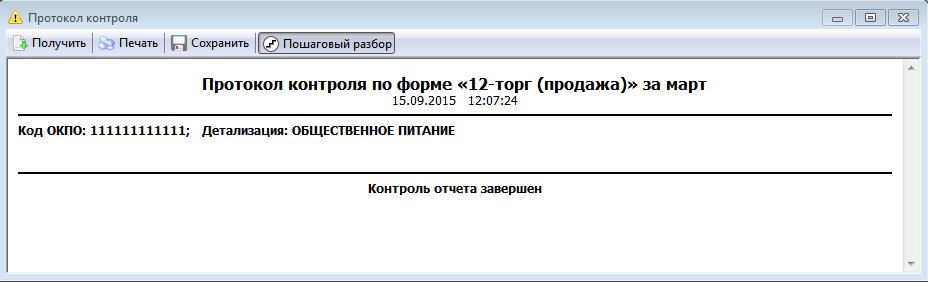 Протокол контроля
Получить Печать Сохранить Пошаговый разбор
Протокол контроля по форме «12-торг (продажа)» за март
15.09.2015 12:07:24
Код ОКПО: 111111111111; Детализация: ОБЩЕСТВЕННОЕ ПИТАНИЕ
Контроль отчета завершен